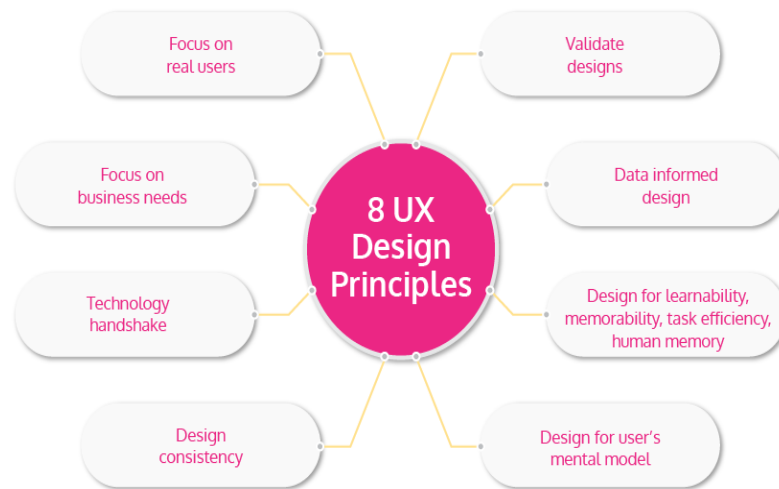 Focus on
real users
Validate
designs
Focus on
business needs
Data informed
design
8 UX
Design
Principles
Technology
handshake
Design for learnability,
memorability, task efficiency,
human memory
Design
consistency
Design for user's
mental model